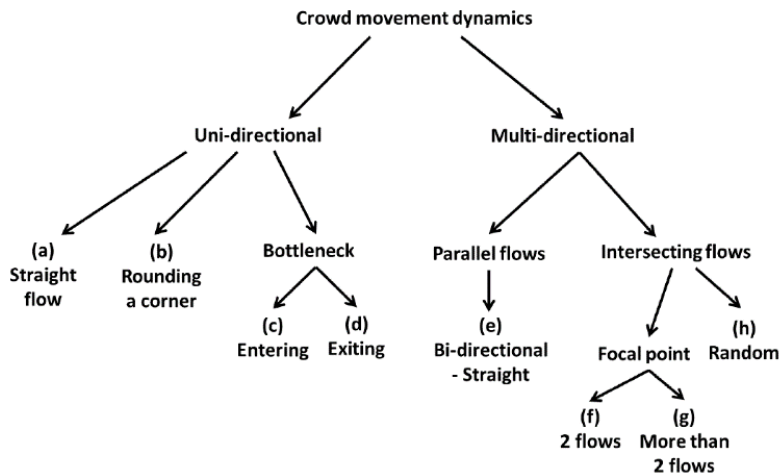 Crowd movement dynamics
Uni-directional
Multi-directional
(a)
Straight
flow
(b)
Rounding
a corner
Bottleneck
Parallel flows
Intersecting flows
(c)
Entering
(d)
Exiting
(e)
Bi-directional
- Straight
Focal point
(h)
Random
(f)
2 flows
(g)
More than
2 flows